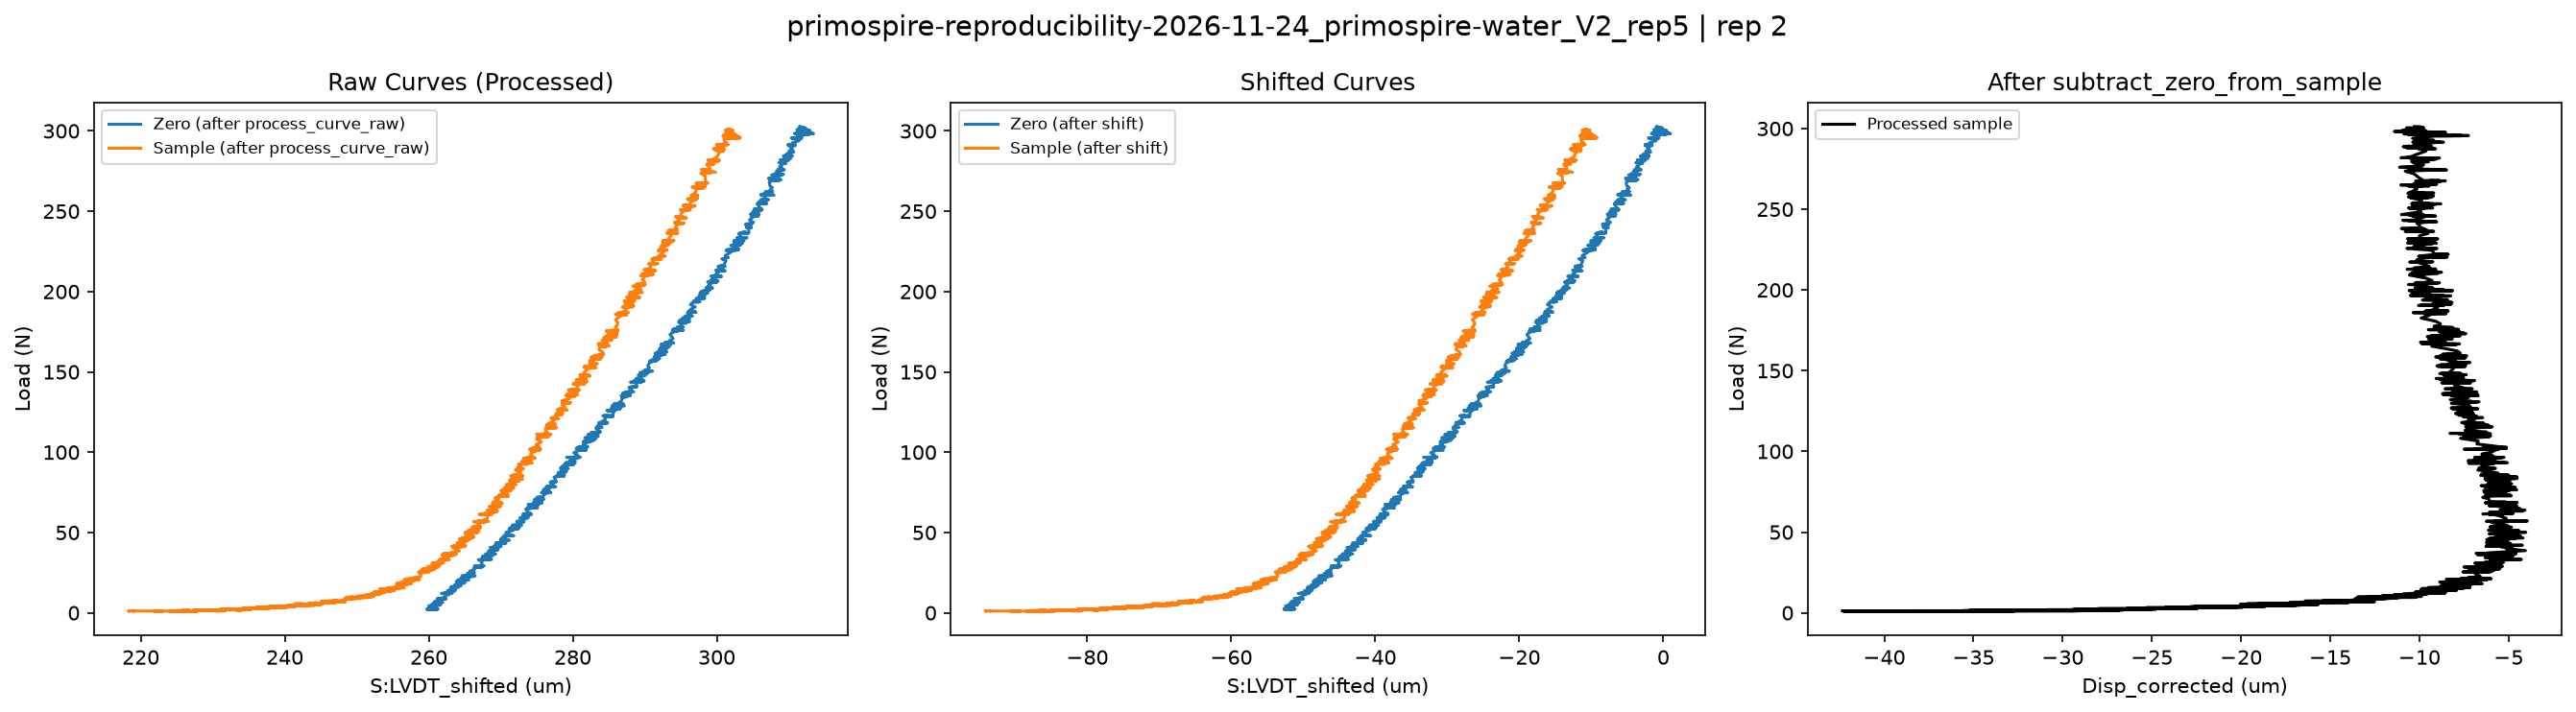 primospire-reproducibility-2026-11-24_primospire-water_V2_rep5 | rep 2
Raw Curves (Processed)
Zero (after process_curve_raw)
Sample (after process_curve_raw)
Load (N)
300
250
200
150
100
50
0
220 240 260 280 300
S:LVDT_shifted (um)
Shifted Curves
Zero (after shift)
Sample (after shift)
Load (N)
300
250
200
150
100
50
0
−80 −60 −40 −20 0
S:LVDT_shifted (um)
After subtract_zero_from_sample
Processed sample
Load (N)
300
250
200
150
100
50
0
−40 −35 −30 −25 −20 −15 −10 −5
Disp_corrected (um)